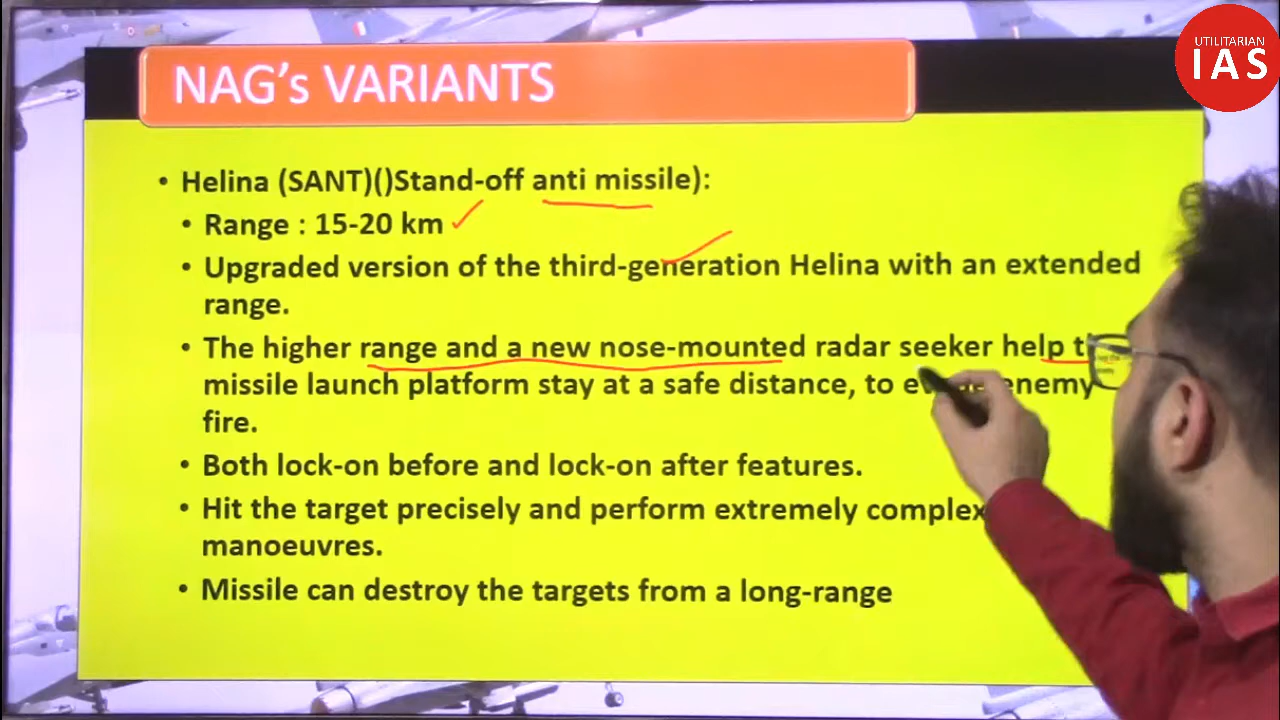 UTILITARIAN
IAS
NAG's VARIANTS
• Helina (SANT)()Stand-off anti missile):
• Range : 15-20 km
• Upgraded version of the third-generation Helina with an extended
range.
• The higher range and a new nose-mounted radar seeker help
missile launch platform stay at a safe distance, to enemy
fire.
• Both lock-on before and lock-on after features.
• Hit the target precisely and perform extremely complex
manoeuvres.
• Missile can destroy the targets from a long-range